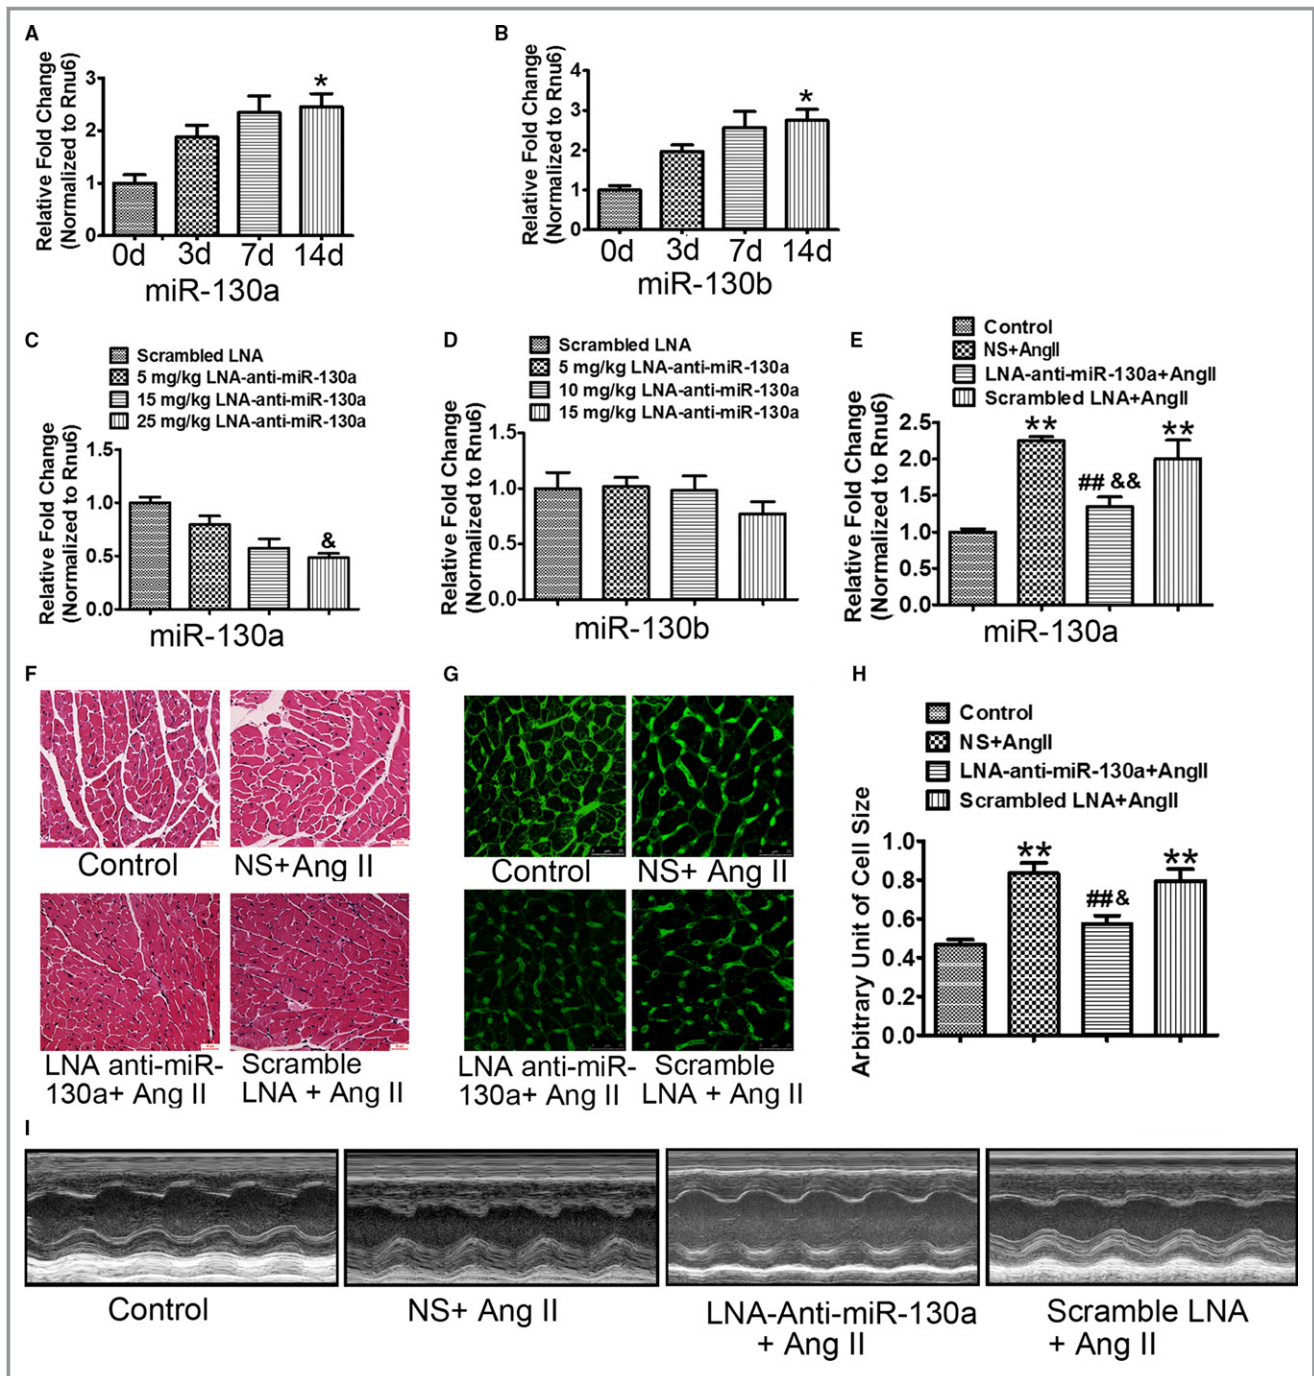 A
Relative Fold Change
(Normalized to Rnu6)
3
2
1
0
*
0d 3d 7d 14d
miR-130a
B
Relative Fold Change
(Normalized to Rnu6)
4
3
2
1
0
*
0d 3d 7d 14d
miR-130b
C
Scrambled LNA
5 mg/kg LNA-anti-miR-130a
15 mg/kg LNA-anti-miR-130a
25 mg/kg LNA-anti-miR-130a
Relative Fold Change
(Normalized to Rnu6)
1.5
1.0
0.5
0.0
&
miR-130a
D
Scrambled LNA
5 mg/kg LNA-anti-miR-130a
10 mg/kg LNA-anti-miR-130a
15 mg/kg LNA-anti-miR-130a
Relative Fold Change
(Normalized to Rnu6)
1.5
1.0
0.5
0.0
miR-130b
E
Control
NS+AngII
LNA-anti-miR-130a+AngII
Scrambled LNA+AngII
Relative Fold Change
(Normalized to Rnu6)
2.5
2.0
1.5
1.0
0.5
0.0
**
## &&
**
miR-130a
F
Control
NS+Ang II
LNA anti-miR-
130a+ Ang II
Scramble
LNA + Ang II
G
Control
NS+ Ang II
LNA anti-miR-
130a+ Ang II
Scramble
LNA + Ang II
H
Control
NS+AngII
LNA-anti-miR-130a+AngII
Scrambled LNA+AngII
Arbitrary Unit of Cell Size
1.0
0.8
0.6
0.4
0.2
0.0
**
##&
**
I
Control
NS+ Ang II
LNA-Anti-miR-130a
+ Ang II
Scramble LNA
+ Ang II